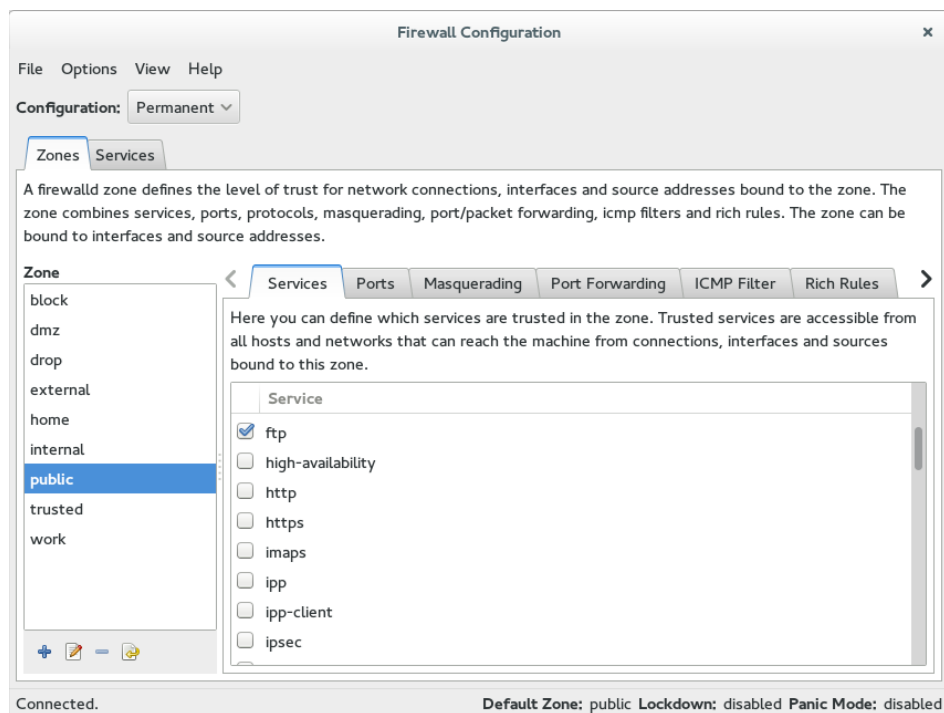 Firewall Configuration
File Options View Help
Configuration: Permanent
Zones Services
A firewalld zone defines the level of trust for network connections, interfaces and source addresses bound to the zone. The
zone combines services, ports, protocols, masquerading, port/packet forwarding, icmp filters and rich rules. The zone can be
bound to interfaces and source addresses.
Zone
block
dmz
drop
external
home
internal
public
trusted
work
Services Ports Masquerading Port Forwarding ICMP Filter Rich Rules
Here you can define which services are trusted in the zone. Trusted services are accessible from
all hosts and networks that can reach the machine from connections, interfaces and sources
bound to this zone.
Service
ftp
high-availability
http
https
imaps
ipp
ipp-client
ipsec
Connected.
Default Zone: public Lockdown: disabled Panic Mode: disabled